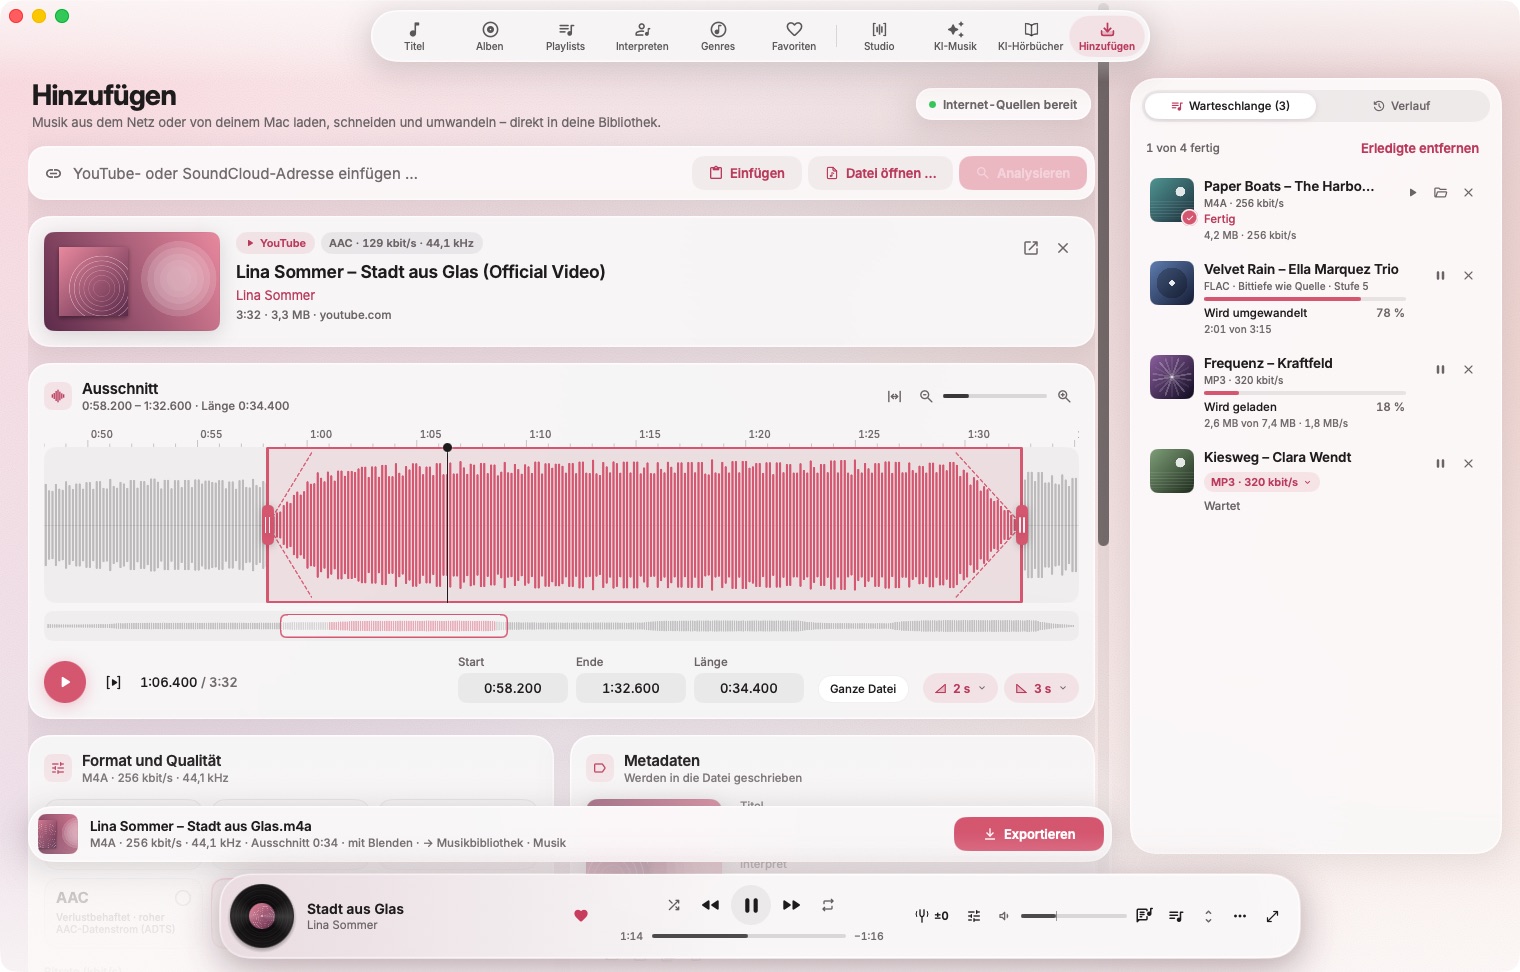 Titel
Alben
Playlists
Interpreten
Genres
Favoriten
Studio
KI-Musik
KI-Hörbücher
Hinzufügen
Hinzufügen
Musik aus dem Netz oder von deinem Mac laden, schneiden und umwandeln – direkt in deine Bibliothek.
Internet-Quellen bereit
YouTube- oder SoundCloud-Adresse einfügen ...
Einfügen
Datei öffnen ...
Analysieren
YouTube
AAC · 129 kbit/s · 44,1 kHz
Lina Sommer – Stadt aus Glas (Official Video)
Lina Sommer
3:32 · 3,3 MB · youtube.com
Ausschnitt
0:58.200 – 1:32.600 · Länge 0:34.400
0:50
0:55
1:00
1:05
1:10
1:15
1:20
1:25
1:30
1:06.400 / 3:32
Start
0:58.200
Ende
1:32.600
Länge
0:34.400
Ganze Datei
2 s
3 s
Format und Qualität
M4A · 256 kbit/s · 44,1 kHz
Metadaten
Werden in die Datei geschrieben
Titel
Lina Sommer – Stadt aus Glas.m4a
M4A · 256 kbit/s · 44,1 kHz · Ausschnitt 0:34 · mit Blenden · → Musikbibliothek · Musik
Exportieren
Interpret
AAC
Verlustbehaftet · roher
AAC-Datenstrom (ADTS)
Stadt aus Glas
Lina Sommer
1:14
−1:16
±0
Warteschlange (3)
Verlauf
1 von 4 fertig
Erledigte entfernen
Paper Boats – The Harbo...
M4A · 256 kbit/s
Fertig
4,2 MB · 256 kbit/s
Velvet Rain – Ella Marquez Trio
FLAC · Bittiefe wie Quelle · Stufe 5
Wird umgewandelt
78 %
2:01 von 3:15
Frequenz – Kraftfeld
MP3 · 320 kbit/s
Wird geladen
18 %
2,6 MB von 7,4 MB · 1,8 MB/s
Kiesweg – Clara Wendt
MP3 · 320 kbit/s
Wartet